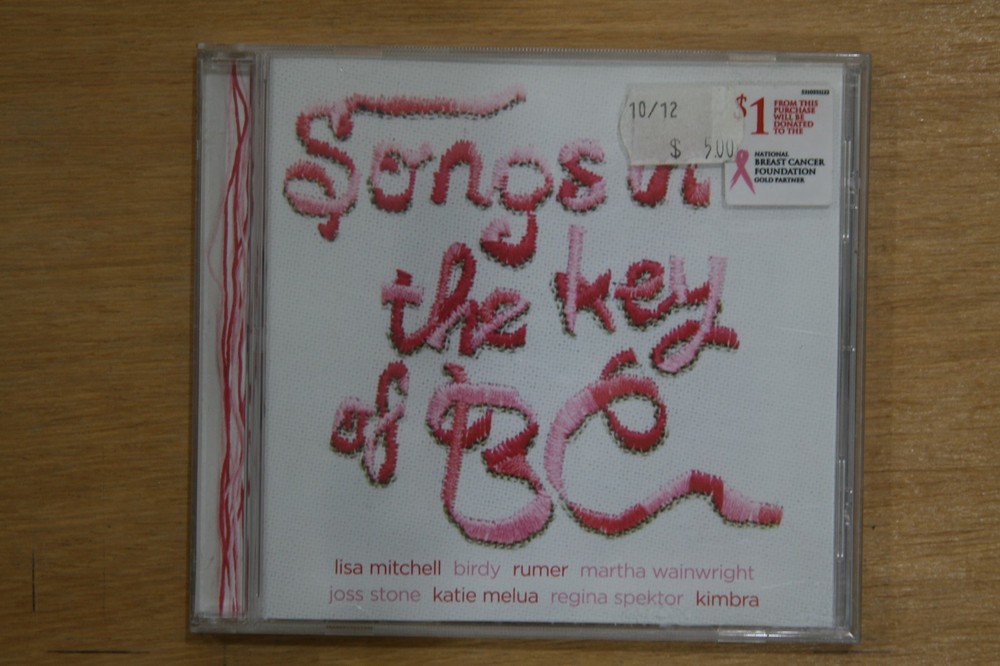 Songs in
the key
of BC
10/12
$ 5.00
$1 FROM THIS
PURCHASE
WILL BE
DONATED
TO THE
NATIONAL
BREAST CANCER
FOUNDATION
GOLD PARTNER
lisa mitchell birdy rumer martha wainwright
joss stone katie melua regina spektor kimbra